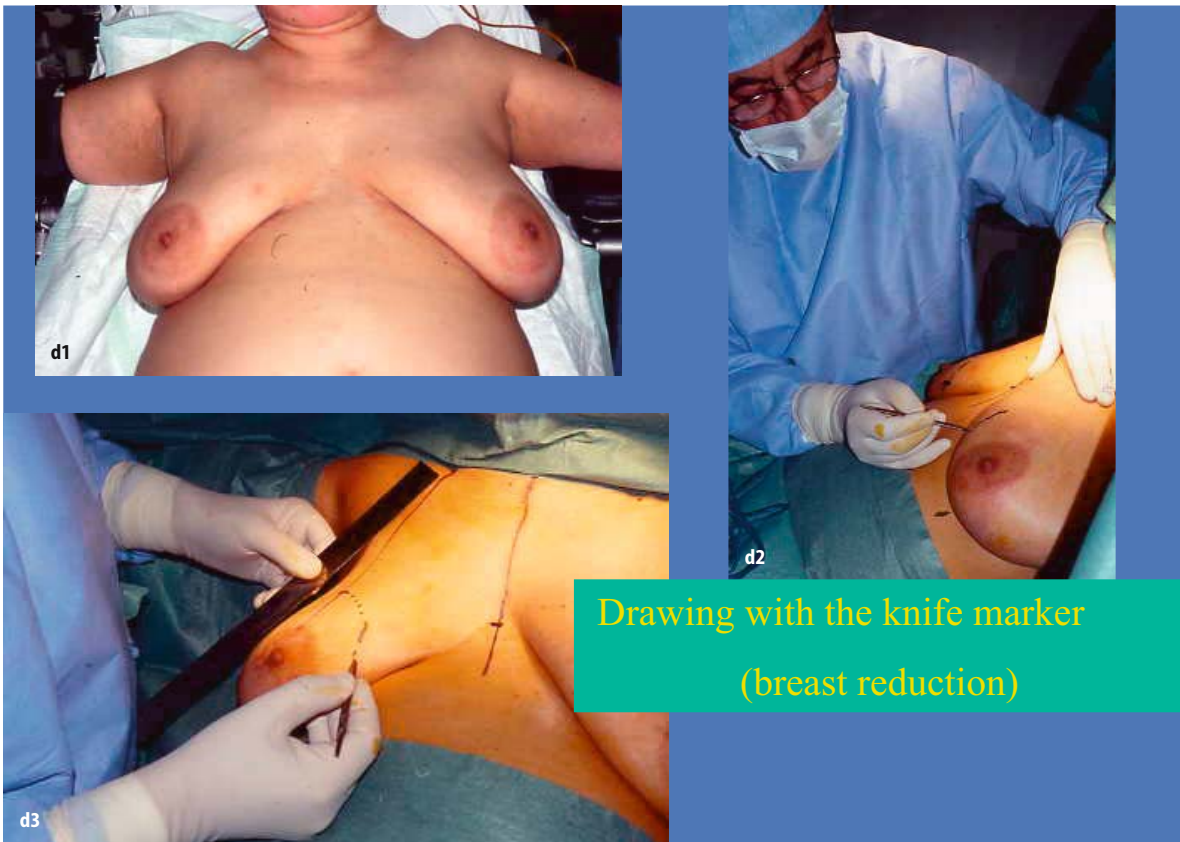 d1
d2
Drawing with the knife marker
(breast reduction)
d3